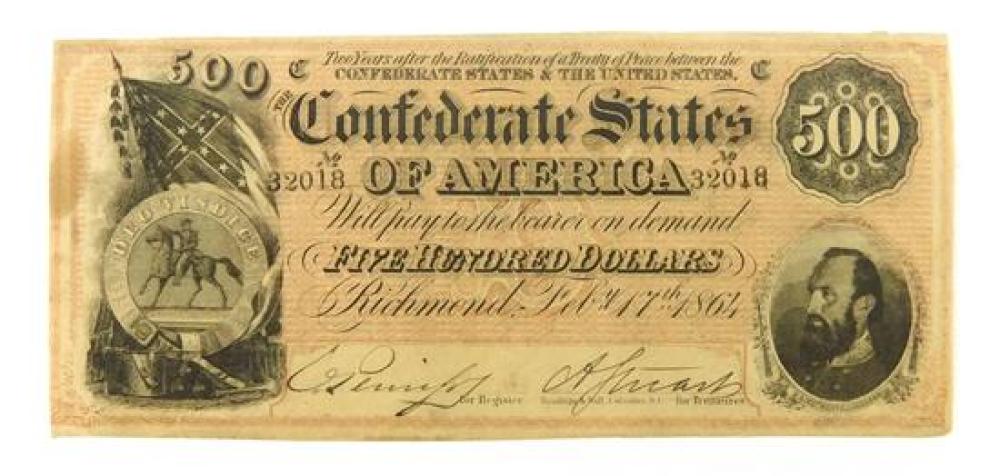 500 C Two Years after the Ratification of a Treaty of Peace between the C
CONFEDERATE STATES & THE UNITED STATES.
THE Confederate States 500
No No
32018 OF AMERICA 32018
Will pay to the bearer on demand
FIVE HUNDRED DOLLARS
Richmond, Feby. 17th 1864
A Stuart
for Register for Treasurer